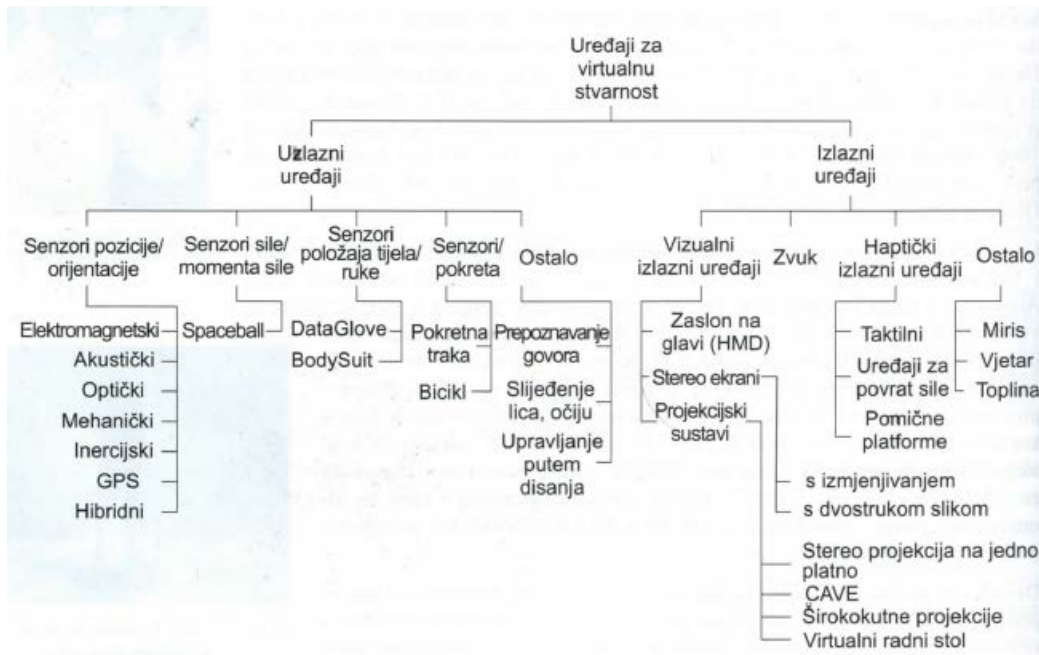 Uređaji za
virtualnu
stvarnost
Ulazni
uređaji
Izlazni
uređaji
Senzori pozicije/
orijentacije
Senzori sile/
momenta sile
Senzori
položaja tijela/
ruke
Senzori/
pokreta
Ostalo
Vizualni
izlazni uređaji
Zvuk
Haptički
izlazni uređaji
Ostalo
Elektromagnetski
Akustički
Optički
Mehanički
Inercijski
GPS
Hibridni
Spaceball
DataGlove
BodySuit
Pokretna
traka
Bicikl
Prepoznavanje
govora
Slijeđenje
lica, očiju
Upravljanje
putem
disanja
Zaslon na
glavi (HMD)
Stereo ekrani
Projekcijski
sustavi
s izmjenjivanjem
s dvostrukom slikom
Stereo projekcija na jedno
platno
CAVE
Širokokutne projekcije
Virtualni radni stol
Taktilni
Uređaji za
povrat sile
Pomične
platforme
Miris
Vjetar
Toplina